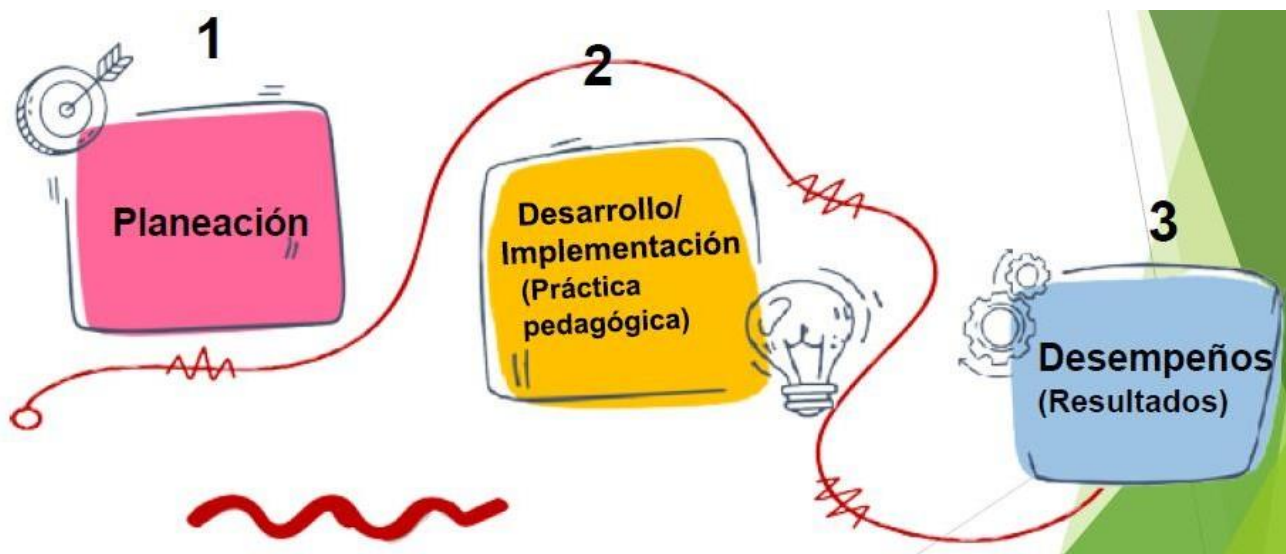 1
Planeación
2
Desarrollo/
Implementación
(Práctica
pedagógica)
3
Desempeños
(Resultados)